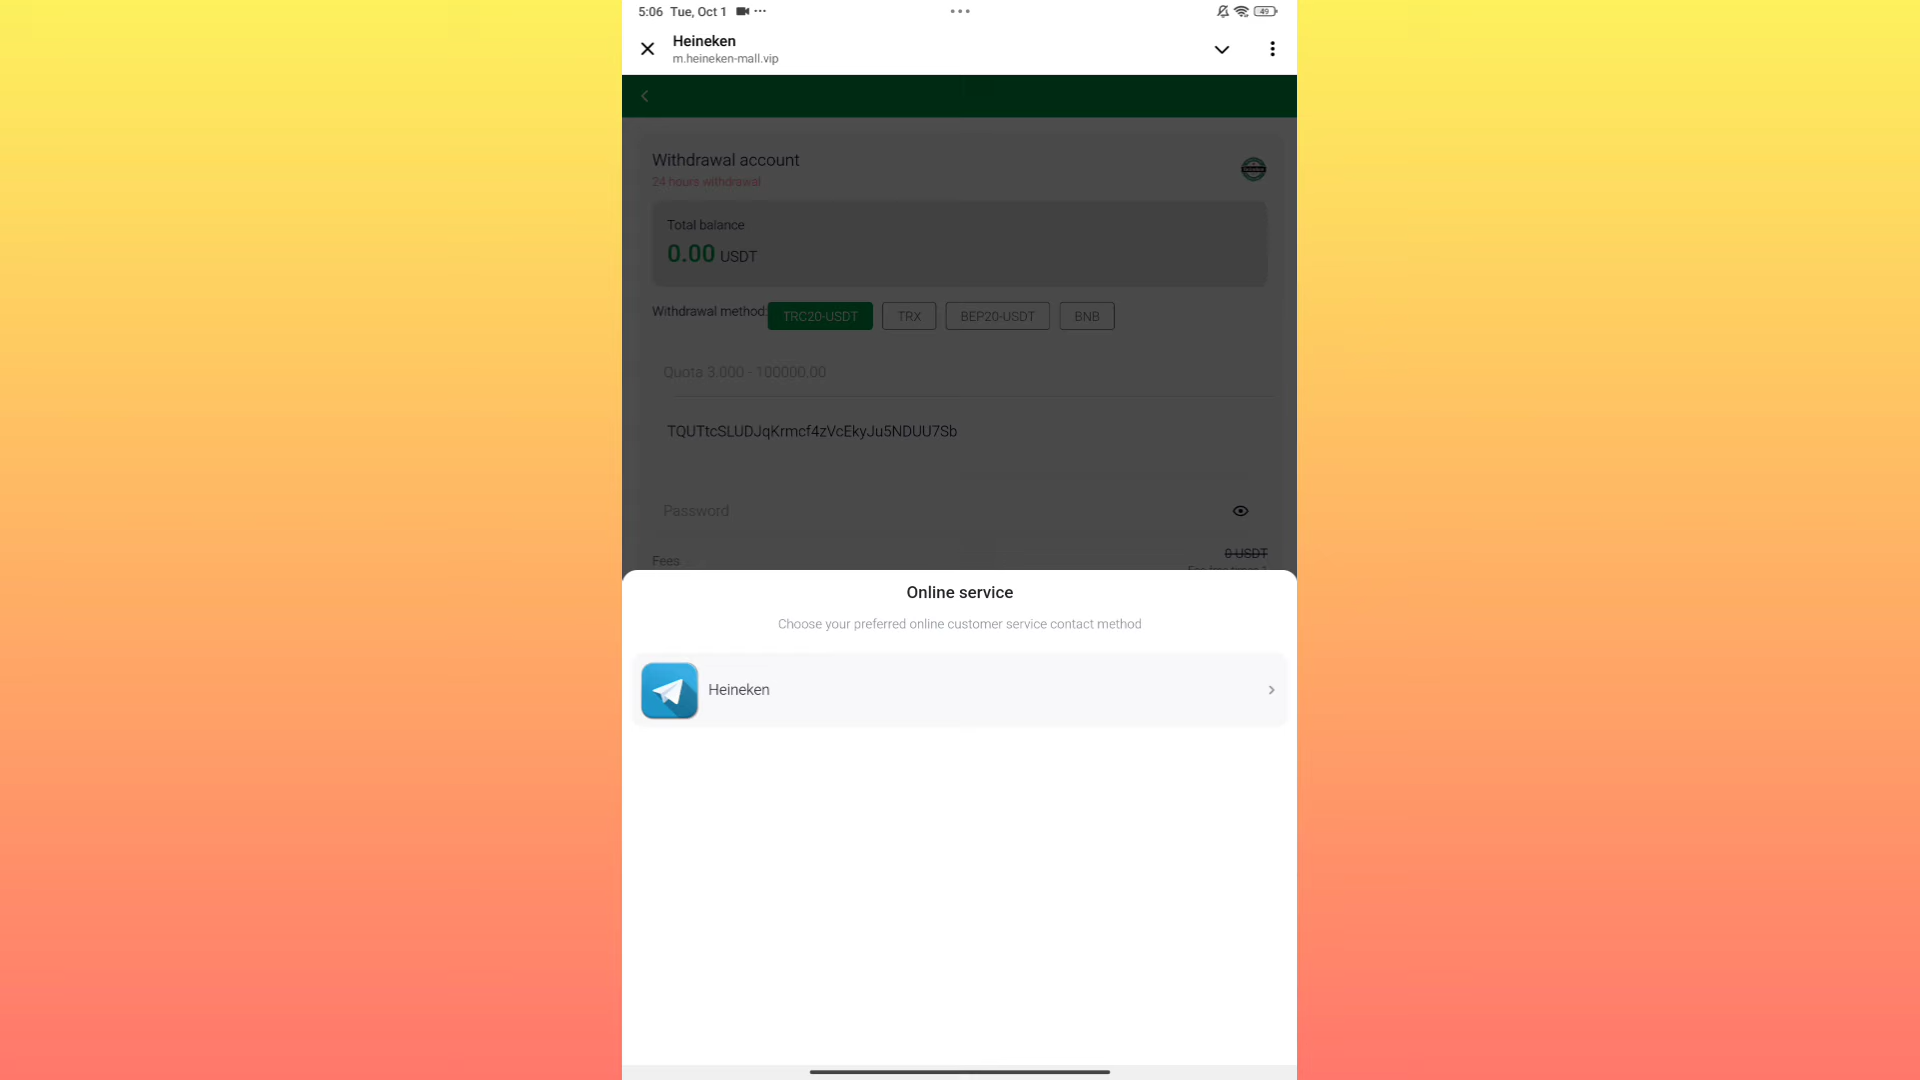 5:06 Tue, Oct 1
49
Heineken
m.heineken-mall.vip
Withdrawal account
24 hours withdrawal
Total balance
0.00 USDT
Withdrawal method:
TRC20-USDT
TRX
BEP20-USDT
BNB
Quota 3.000 - 100000.00
TQUTtcSLUDJqKrmcf4zVcEkyJu5NDUU7Sb
Password
Fees
0 USDT
Online service
Choose your preferred online customer service contact method
Heineken